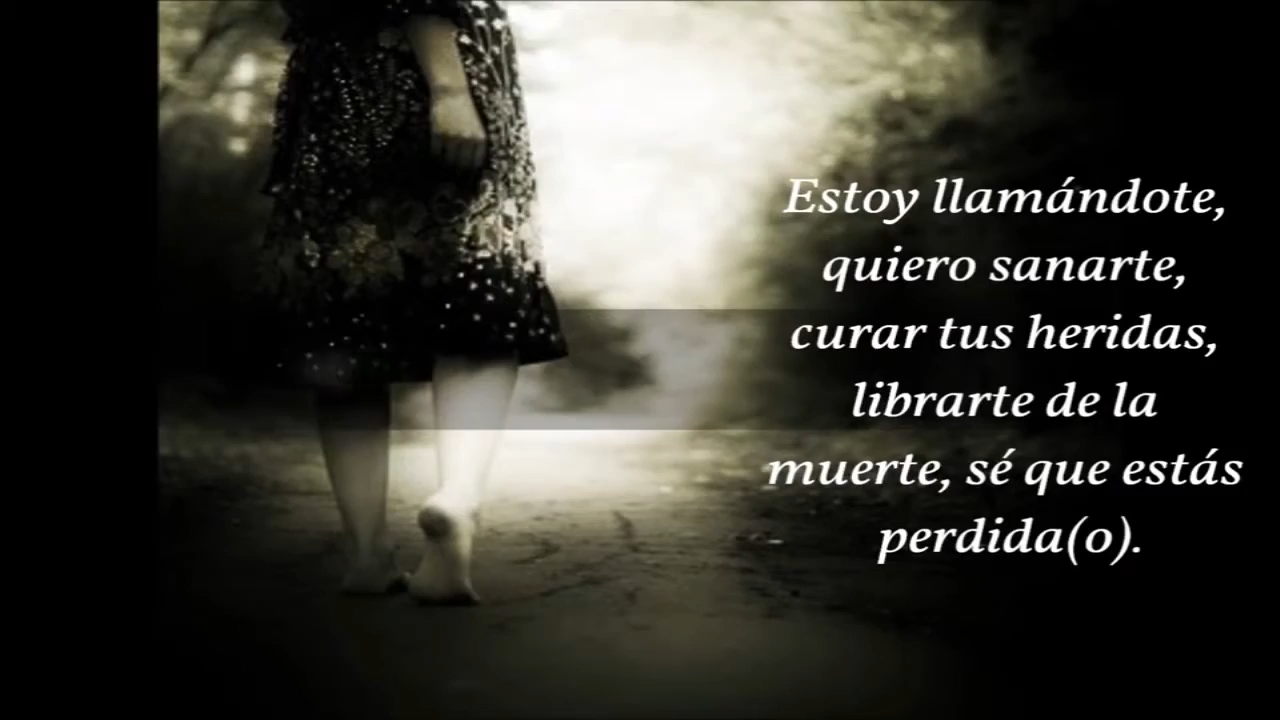 Estoy llamándote,
quiero sanarte,
curar tus heridas,
librarte de la
muerte, sé que estás
perdida(o).